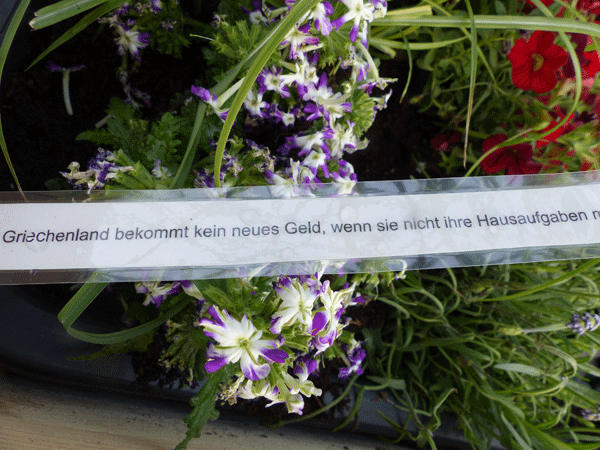 Griechenland bekommt kein neues Geld, wenn sie nicht ihre Hausaufgaben